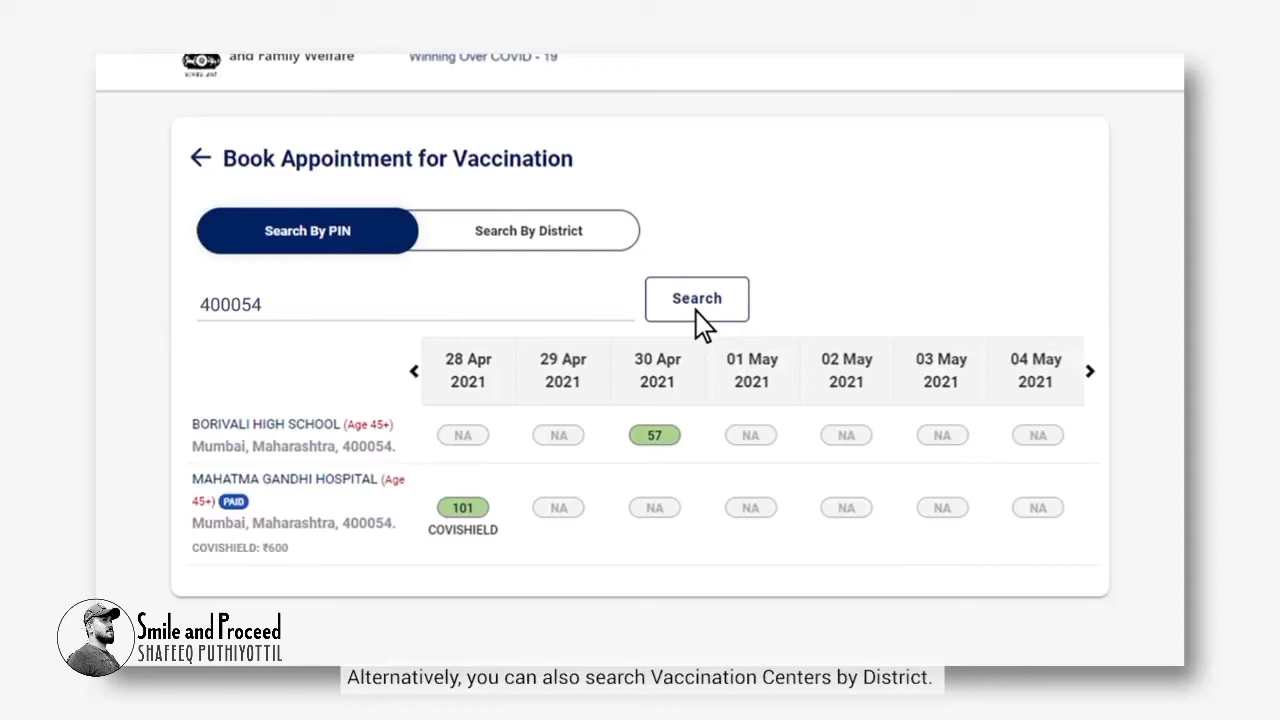 and Family Welfare
Winning Over COVID - 19
Book Appointment for Vaccination
Search By PIN
Search By District
400054
Search
28 Apr 2021
29 Apr 2021
30 Apr 2021
01 May 2021
02 May 2021
03 May 2021
04 May 2021
BORIVALI HIGH SCHOOL (Age 45+)
Mumbai, Maharashtra, 400054.
NA NA 57 NA NA NA NA
MAHATMA GANDHI HOSPITAL (Age
45+) PAID
Mumbai, Maharashtra, 400054.
COVISHIELD: ₹600
101 NA NA NA NA NA NA
COVISHIELD
Smile and Proceed
SHAFEEQ PUTHIYOTTIL
Alternatively, you can also search Vaccination Centers by District.